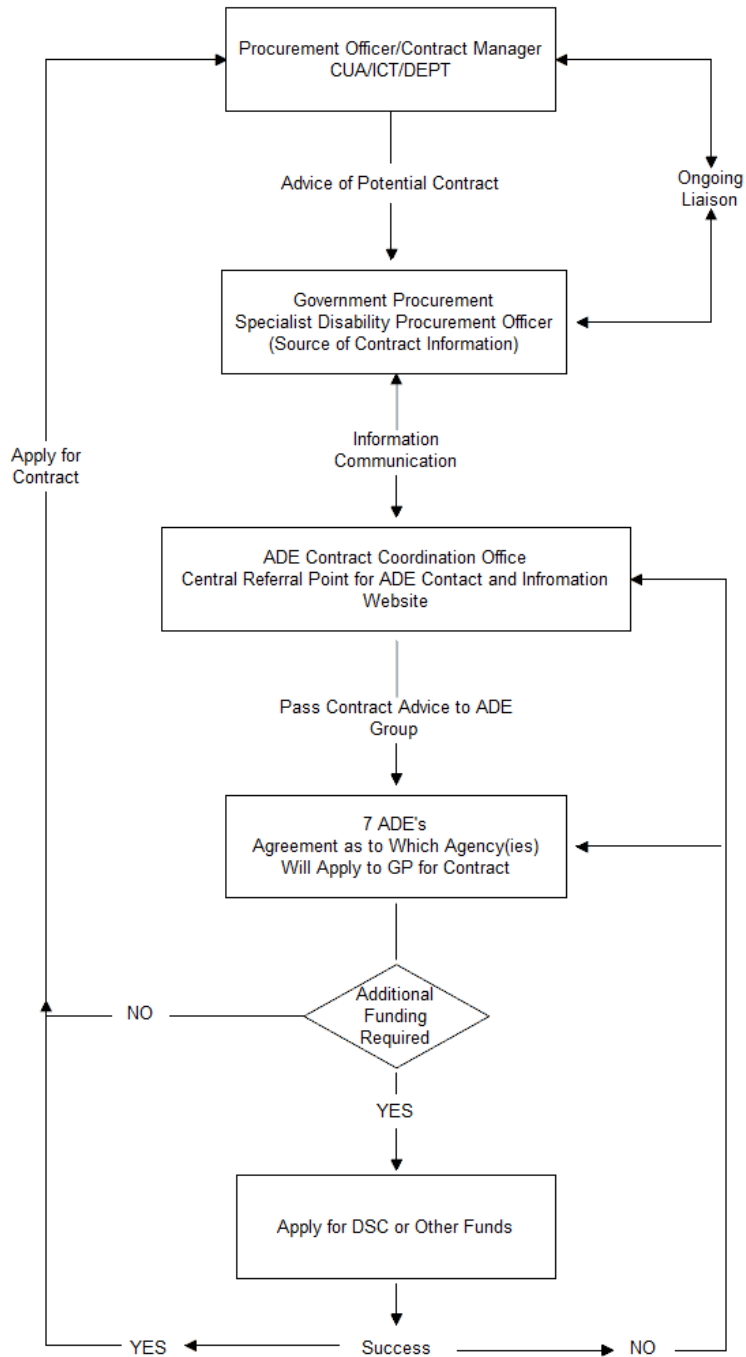 Procurement Officer/Contract Manager
CUA/ICT/DEPT
Advice of Potential Contract
Ongoing
Liaison
Government Procurement
Specialist Disability Procurement Officer
(Source of Contract Information)
Information
Communication
Apply for
Contract
ADE Contract Coordination Office
Central Referral Point for ADE Contact and Infromation
Website
Pass Contract Advice to ADE
Group
7 ADE's
Agreement as to Which Agency(ies)
Will Apply to GP for Contract
Additional
Funding
Required
NO
YES
Apply for DSC or Other Funds
YES
Success
NO